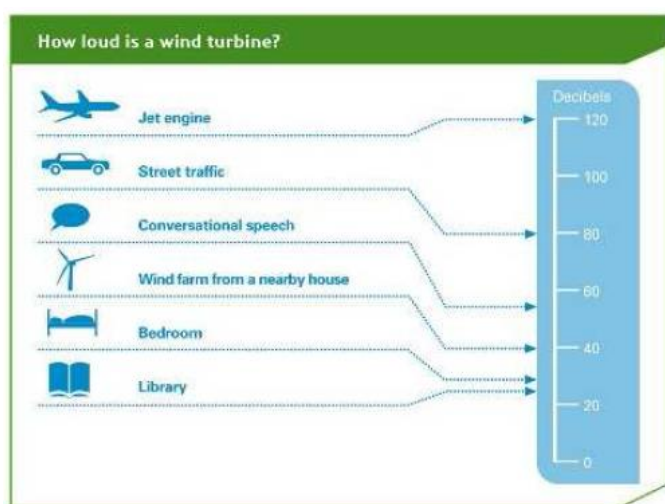 How loud is a wind turbine?
Decibels
Jet engine
120
Street traffic
100
Conversational speech
80
Wind farm from a nearby house
60
Bedroom
40
Library
20
0